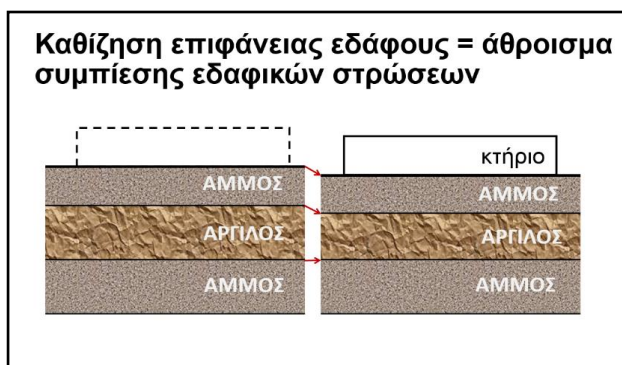 Καθίζηση επιφάνειας εδάφους = άθροισμα
συμπίεσης εδαφικών στρώσεων
κτήριο
ΑΜΜΟΣ
ΑΜΜΟΣ
ΑΡΓΙΛΟΣ
ΑΡΓΙΛΟΣ
ΑΜΜΟΣ
ΑΜΜΟΣ